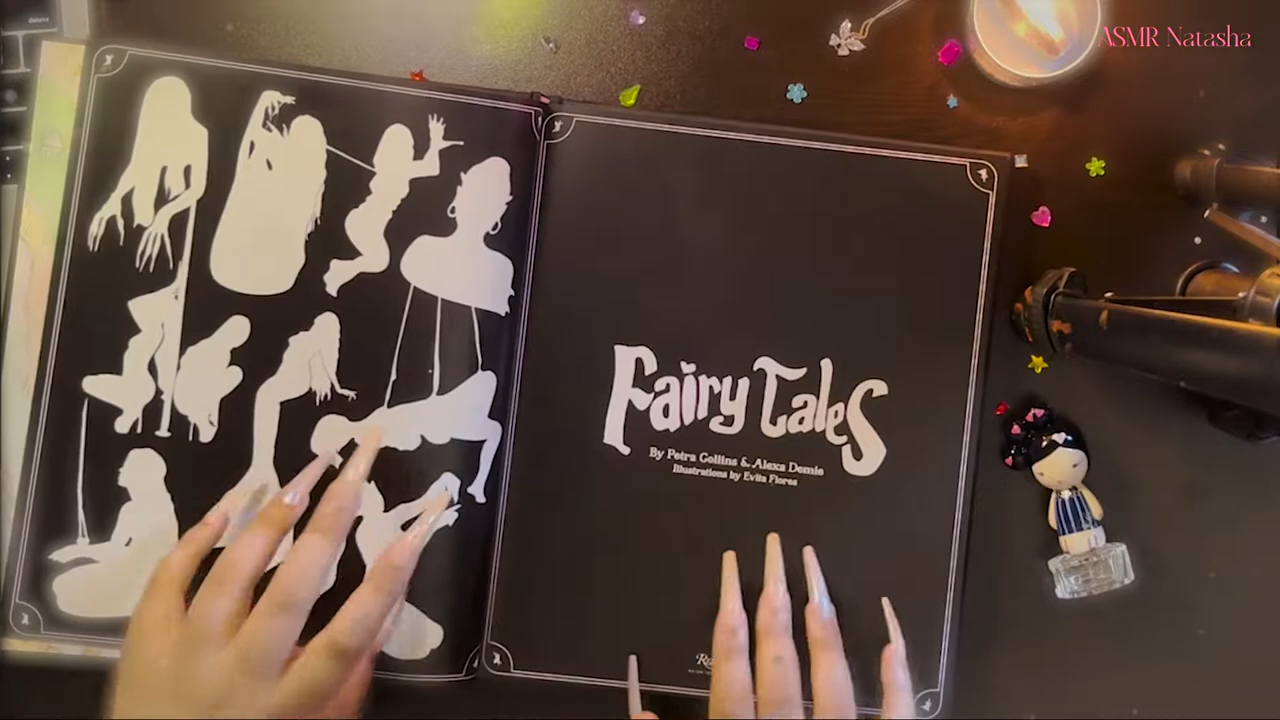 ASMR Natasha
Fairy Tales
By Petra Collins & Alexa Demie
Illustrations by Evita Flores